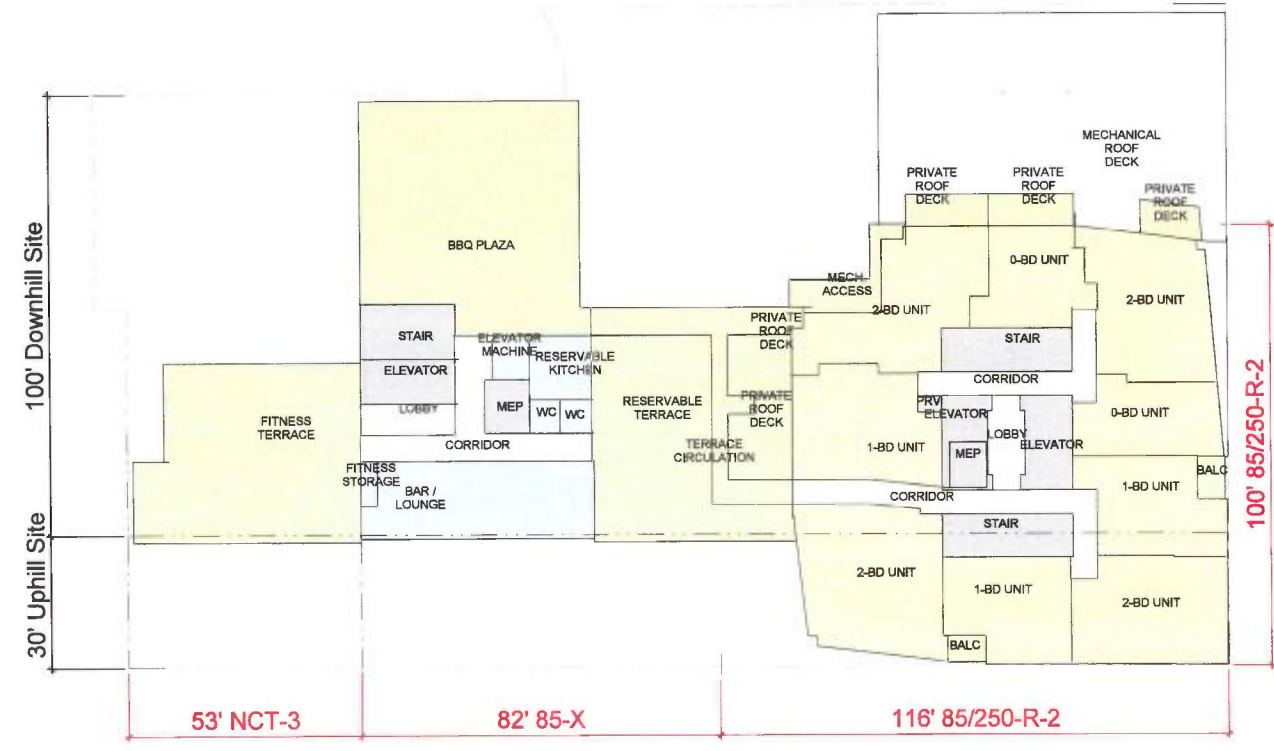 MECHANICAL
ROOF
DECK
PRIVATE
ROOF
DECK
PRIVATE
ROOF
DECK
PRIVATE
ROOF
DECK
BBQ PLAZA
0-BD UNIT
MECH
ACCESS
2-BD UNIT
2-BD UNIT
PRIVATE
ROOF
DECK
STAIR
ELEVATOR
MACHINE
RESERVABLE
KITCHEN
STAIR
ELEVATOR
CORRIDOR
LOBBY
MEP
WC
WC
RESERVABLE
TERRACE
PRIVATE
ROOF
DECK
PRV
ELEVATOR
LOBBY
ELEVATOR
0-BD UNIT
FITNESS
TERRACE
CORRIDOR
TERRACE
CIRCULATION
1-BD UNIT
MEP
FITNESS
STORAGE
BAR /
LOUNGE
CORRIDOR
1-BD UNIT
BALC
STAIR
2-BD UNIT
1-BD UNIT
2-BD UNIT
BALC
100' Downhill Site
30' Uphill Site
100' 85/250-R-2
53' NCT-3
82' 85-X
116' 85/250-R-2